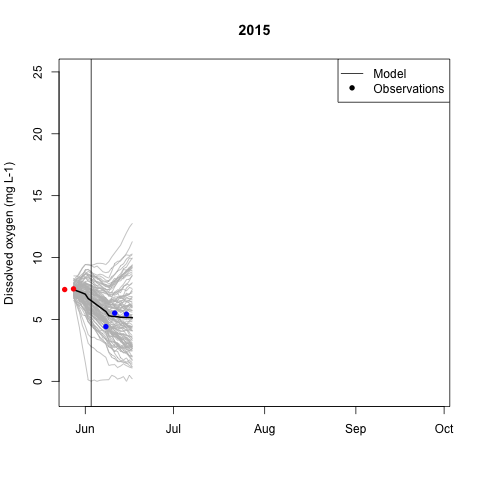 2015
Model
Observations
Dissolved oxygen (mg L-1)
25
20
15
10
5
0
Jun
Jul
Aug
Sep
Oct